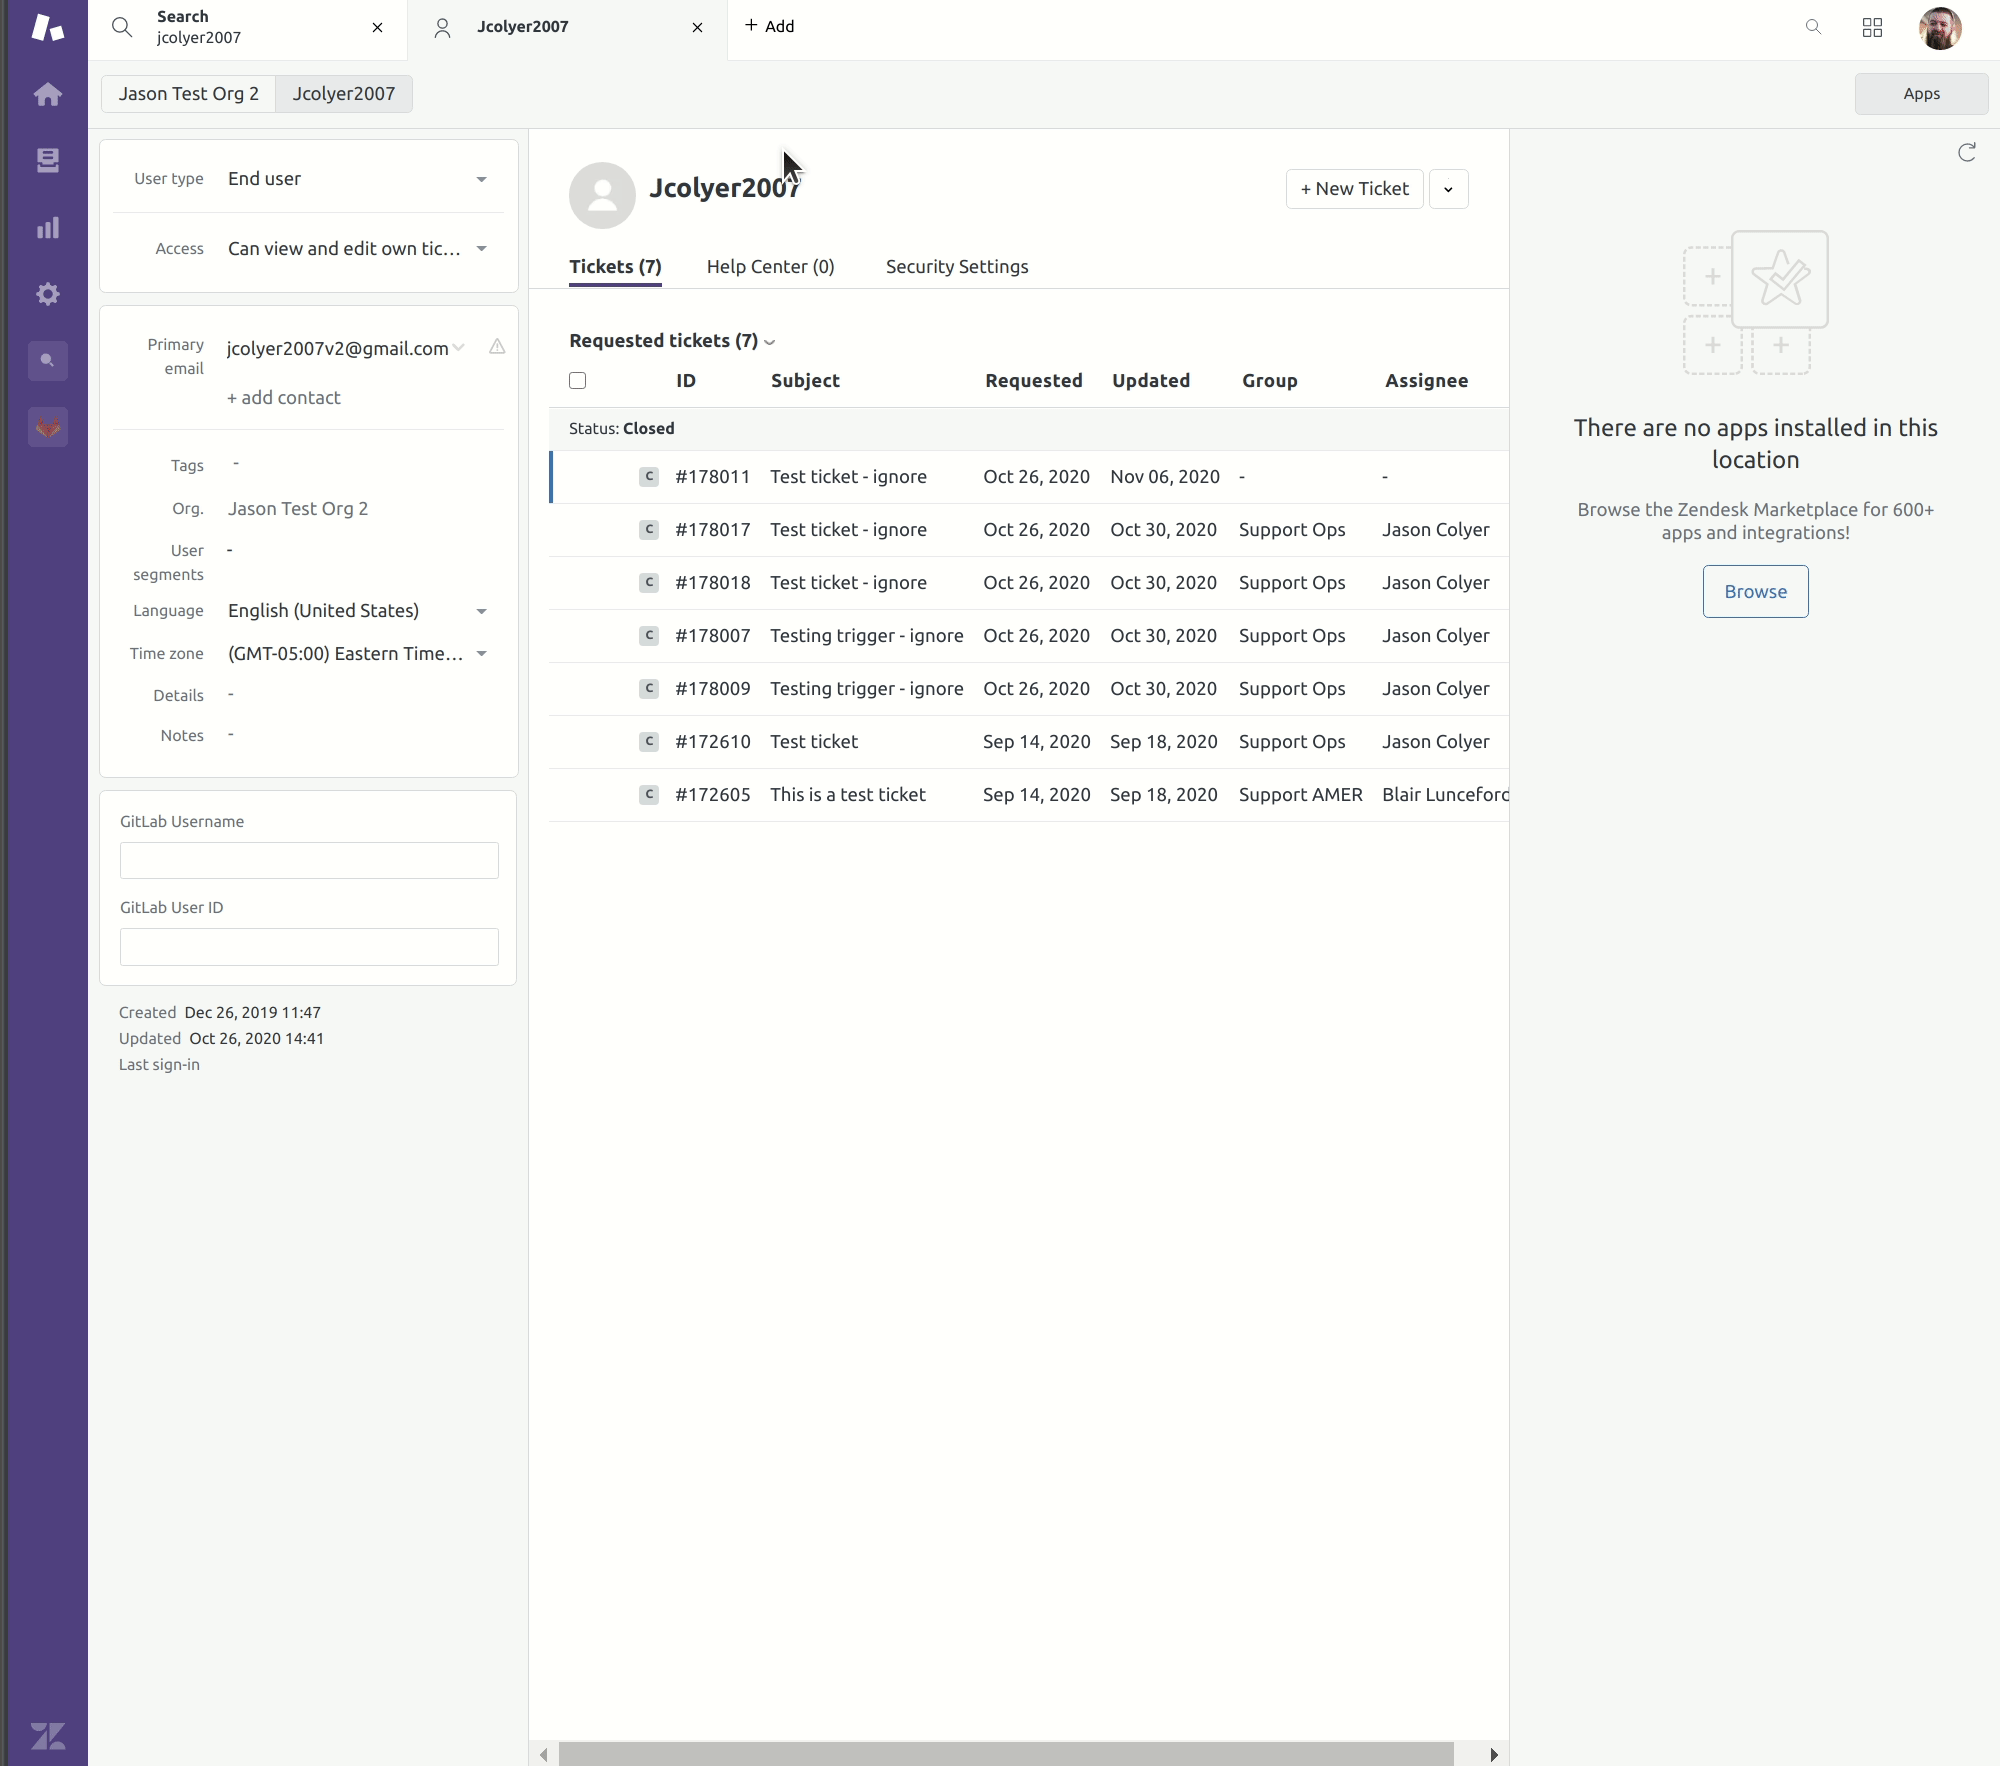 Search
jcolyer2007
Jcolyer2007
+ Add
Jason Test Org 2
Jcolyer2007
Apps
User type End user
Access Can view and edit own tic...
Primary email jcolyer2007v2@gmail.com
+ add contact
Tags -
Org. Jason Test Org 2
User segments -
Language English (United States)
Time zone (GMT-05:00) Eastern Time...
Details -
Notes -
GitLab Username
GitLab User ID
Created Dec 26, 2019 11:47
Updated Oct 26, 2020 14:41
Last sign-in
Jcolyer2007
+ New Ticket
Tickets (7) Help Center (0) Security Settings
Requested tickets (7)
ID Subject Requested Updated Group Assignee
Status: Closed
C #178011 Test ticket - ignore Oct 26, 2020 Nov 06, 2020 - -
C #178017 Test ticket - ignore Oct 26, 2020 Oct 30, 2020 Support Ops Jason Colyer
C #178018 Test ticket - ignore Oct 26, 2020 Oct 30, 2020 Support Ops Jason Colyer
C #178007 Testing trigger - ignore Oct 26, 2020 Oct 30, 2020 Support Ops Jason Colyer
C #178009 Testing trigger - ignore Oct 26, 2020 Oct 30, 2020 Support Ops Jason Colyer
C #172610 Test ticket Sep 14, 2020 Sep 18, 2020 Support Ops Jason Colyer
C #172605 This is a test ticket Sep 14, 2020 Sep 18, 2020 Support AMER Blair Lunceford
There are no apps installed in this
location
Browse the Zendesk Marketplace for 600+
apps and integrations!
Browse